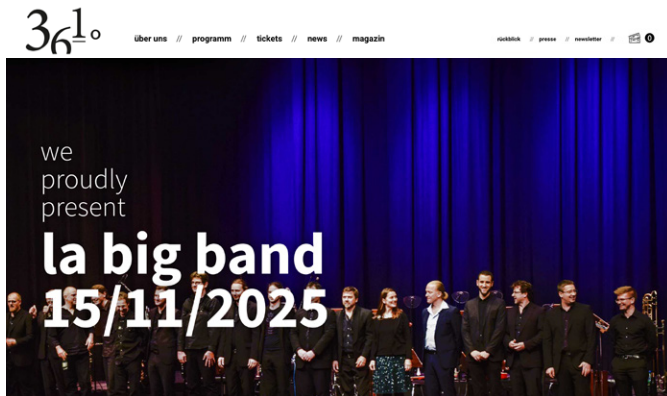 361°
über uns // programm // tickets // news // magazin
rückblick // presse // newsletter //
0
we
proudly
present
la big band
15/11/2025